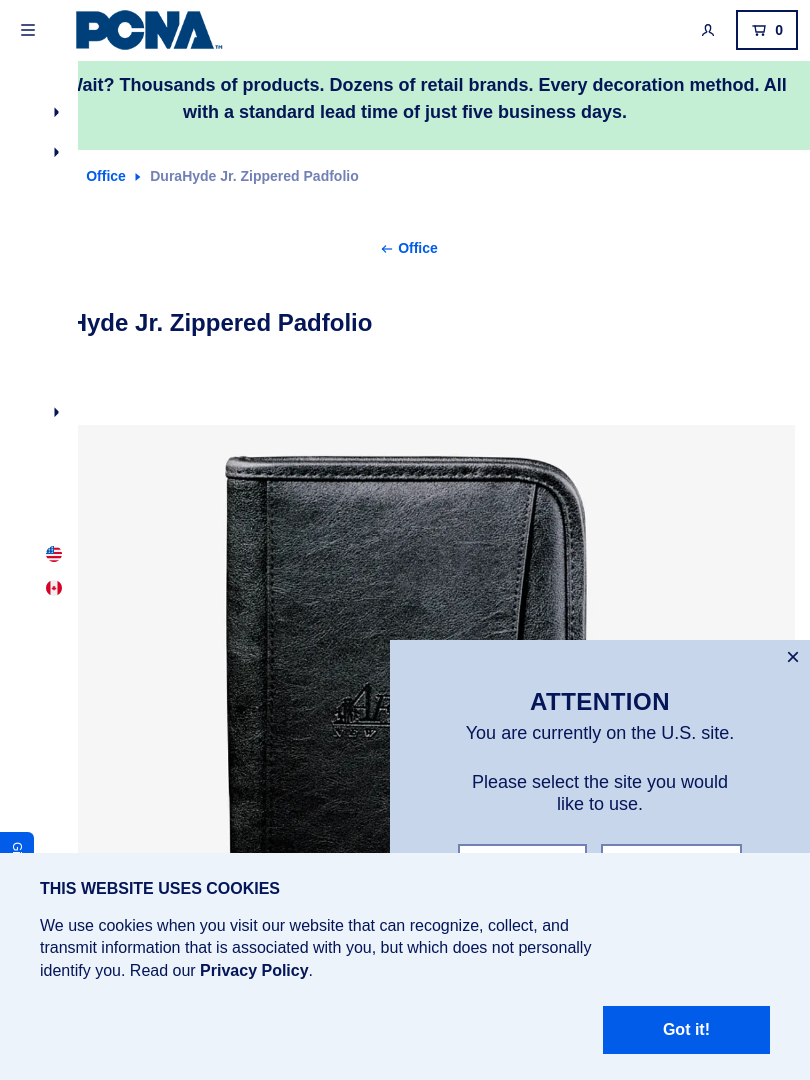 PCNA™
0
Wait? Thousands of products. Dozens of retail brands. Every decoration method. All
with a standard lead time of just five business days.
Office
DuraHyde Jr. Zippered Padfolio
Office
Hyde Jr. Zippered Padfolio
NEW
ATTENTION
You are currently on the U.S. site.
Please select the site you would
like to use.
THIS WEBSITE USES COOKIES
We use cookies when you visit our website that can recognize, collect, and
transmit information that is associated with you, but which does not personally
identify you. Read our Privacy Policy.
Got it!